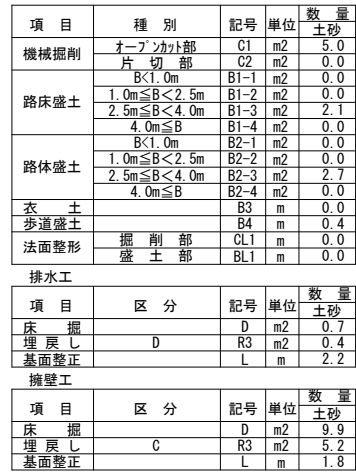 項 目 種 別 記号 単位 数 量
土砂
機械掘削 オープンカット部 C1 m2 5.0
片 切 部 C2 m2 0.0
路床盛土 B<1.0m B1-1 m2 0.0
1.0m≦B<2.5m B1-2 m2 0.0
2.5m≦B<4.0m B1-3 m2 2.1
4.0m≦B B1-4 m2 0.0
路体盛土 B<1.0m B2-1 m2 0.0
1.0m≦B<2.5m B2-2 m2 0.0
2.5m≦B<4.0m B2-3 m2 2.7
4.0m≦B B2-4 m2 0.0
衣 土 B3 m 0.0
歩道盛土 B4 m 0.4
法面整形 掘 削 部 CL1 m 0.0
盛 土 部 BL1 m 0.0
排水工
項 目 区 分 記号 単位 数 量
土砂
床 掘 D m2 0.7
埋 戻 し D R3 m2 0.4
基面整正 L m 2.2
擁壁工
項 目 区 分 記号 単位 数 量
土砂
床 掘 D m2 9.9
埋 戻 し C R3 m2 5.2
基面整正 L m 1.8